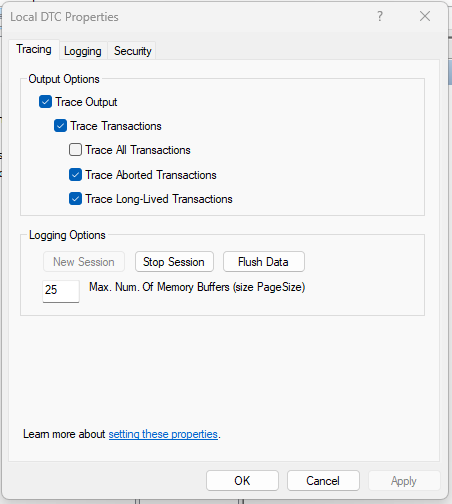 Local DTC Properties
?
Tracing Logging Security
Output Options
Trace Output
Trace Transactions
Trace All Transactions
Trace Aborted Transactions
Trace Long-Lived Transactions
Logging Options
New Session Stop Session Flush Data
25 Max. Num. Of Memory Buffers (size PageSize)
Learn more about setting these properties.
OK Cancel Apply